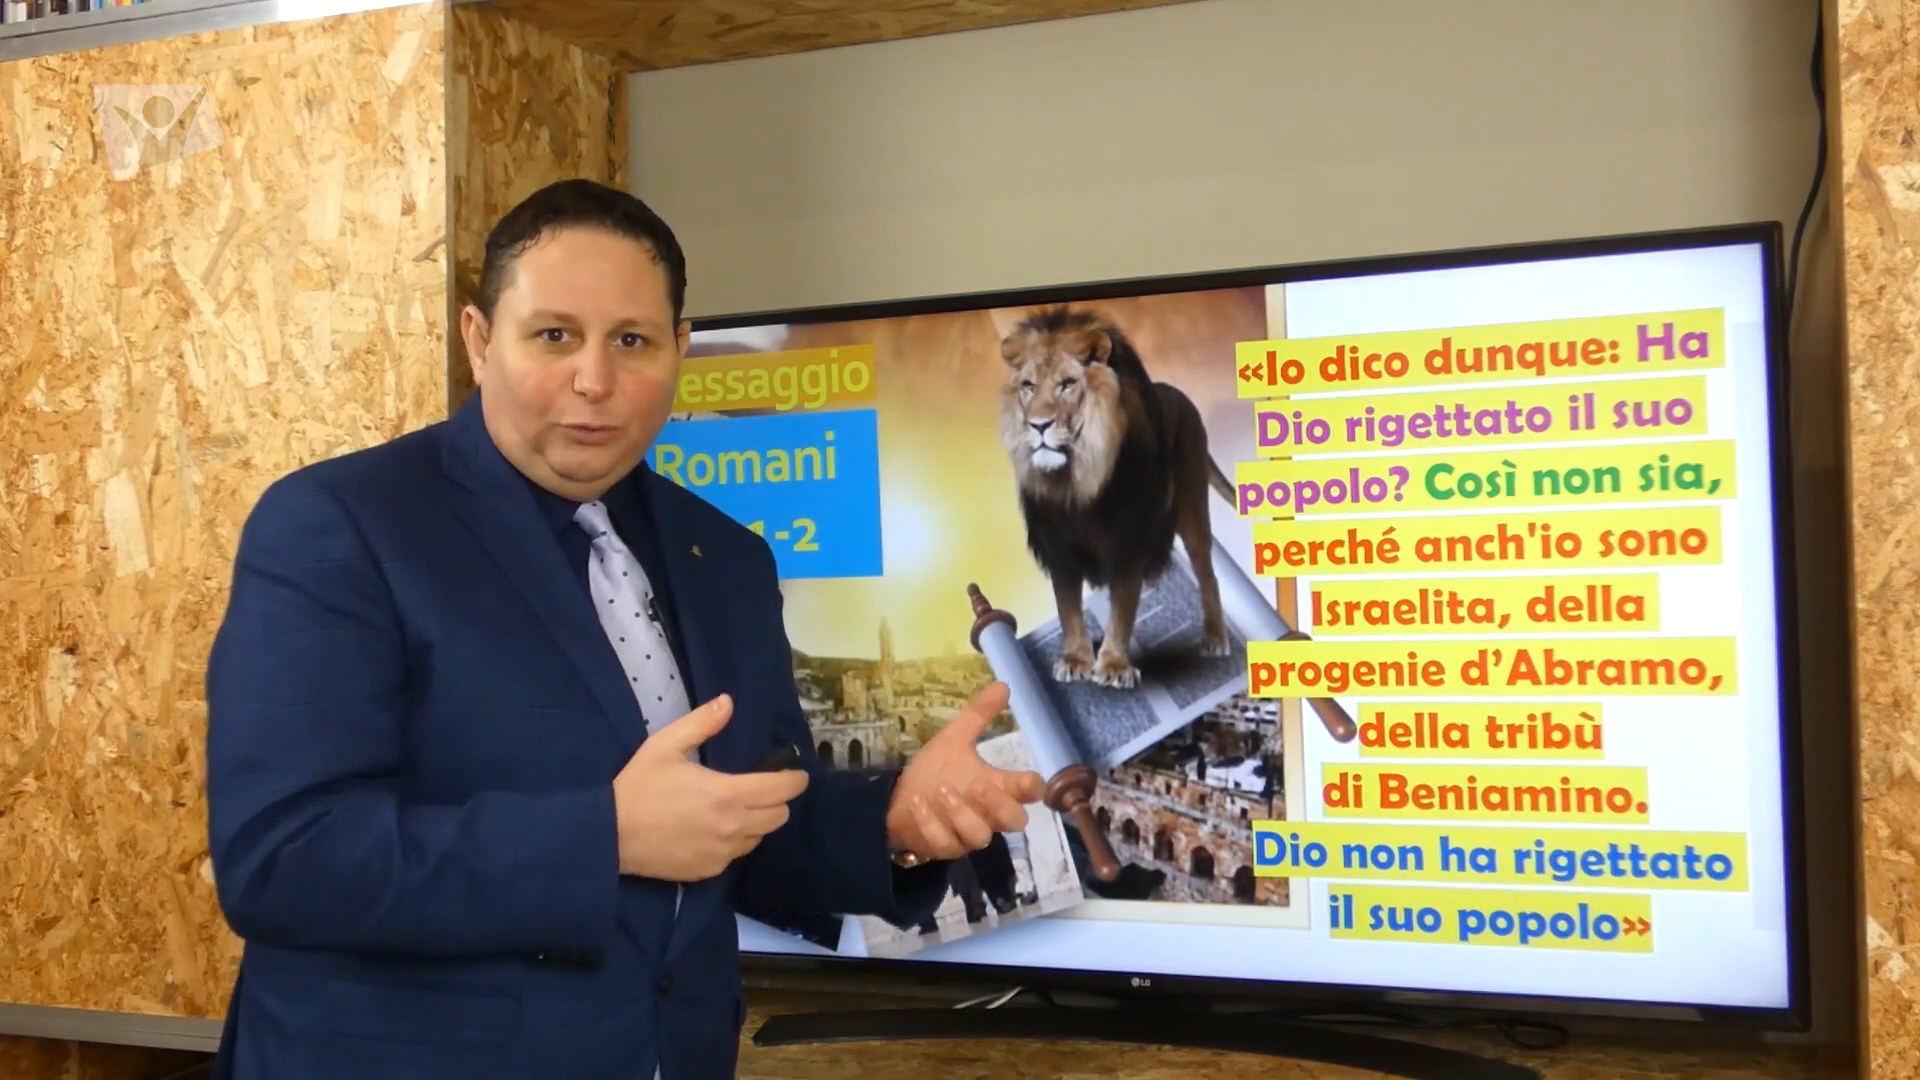 essaggio
Romani
1-2
«Io dico dunque: Ha
Dio rigettato il suo
popolo? Così non sia,
perché anch'io sono
Israelita, della
progenie d’Abramo,
della tribù
di Beniamino.
Dio non ha rigettato
il suo popolo»
LG